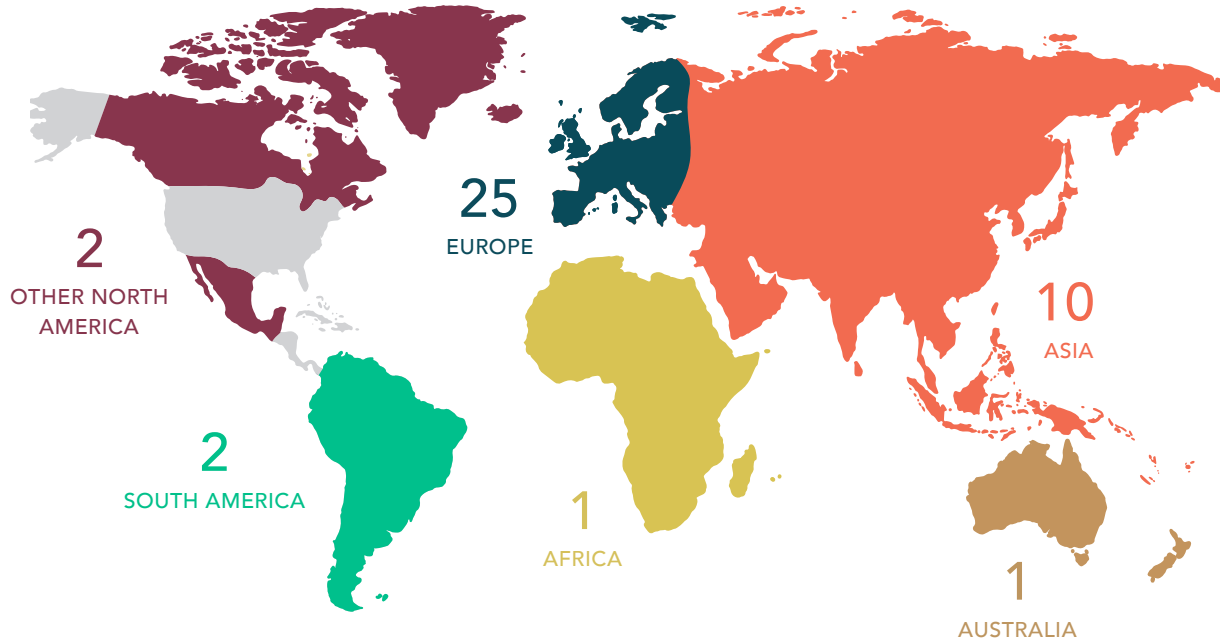 25
EUROPE
2
OTHER NORTH
AMERICA
10
ASIA
2
SOUTH AMERICA
1
AFRICA
1
AUSTRALIA